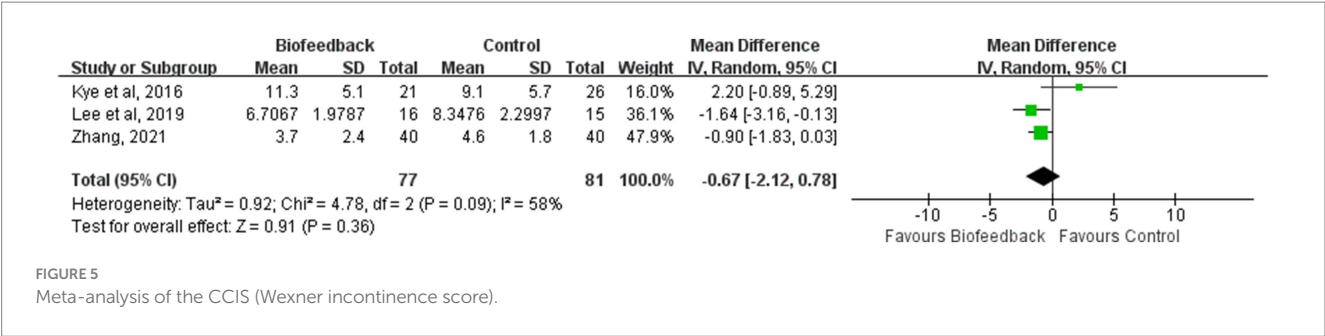 Biofeedback Control Mean Difference Mean Difference
Study or Subgroup Mean SD Total Mean SD Total Weight IV, Random, 95% CI IV, Random, 95% CI
Kye et al, 2016 11.3 5.1 21 9.1 5.7 26 16.0% 2.20 [-0.89, 5.29]
Lee et al, 2019 6.7067 1.9787 16 8.3476 2.2997 15 36.1% -1.64 [-3.16, -0.13]
Zhang, 2021 3.7 2.4 40 4.6 1.8 40 47.9% -0.90 [-1.83, 0.03]
Total (95% CI) 77 81 100.0% -0.67 [-2.12, 0.78]
Heterogeneity: Tau² = 0.92; Chi² = 4.78, df = 2 (P = 0.09); I² = 58%
Test for overall effect: Z = 0.91 (P = 0.36)
-10 -5 0 5 10
Favours Biofeedback Favours Control
FIGURE 5
Meta-analysis of the CCIS (Wexner incontinence score).